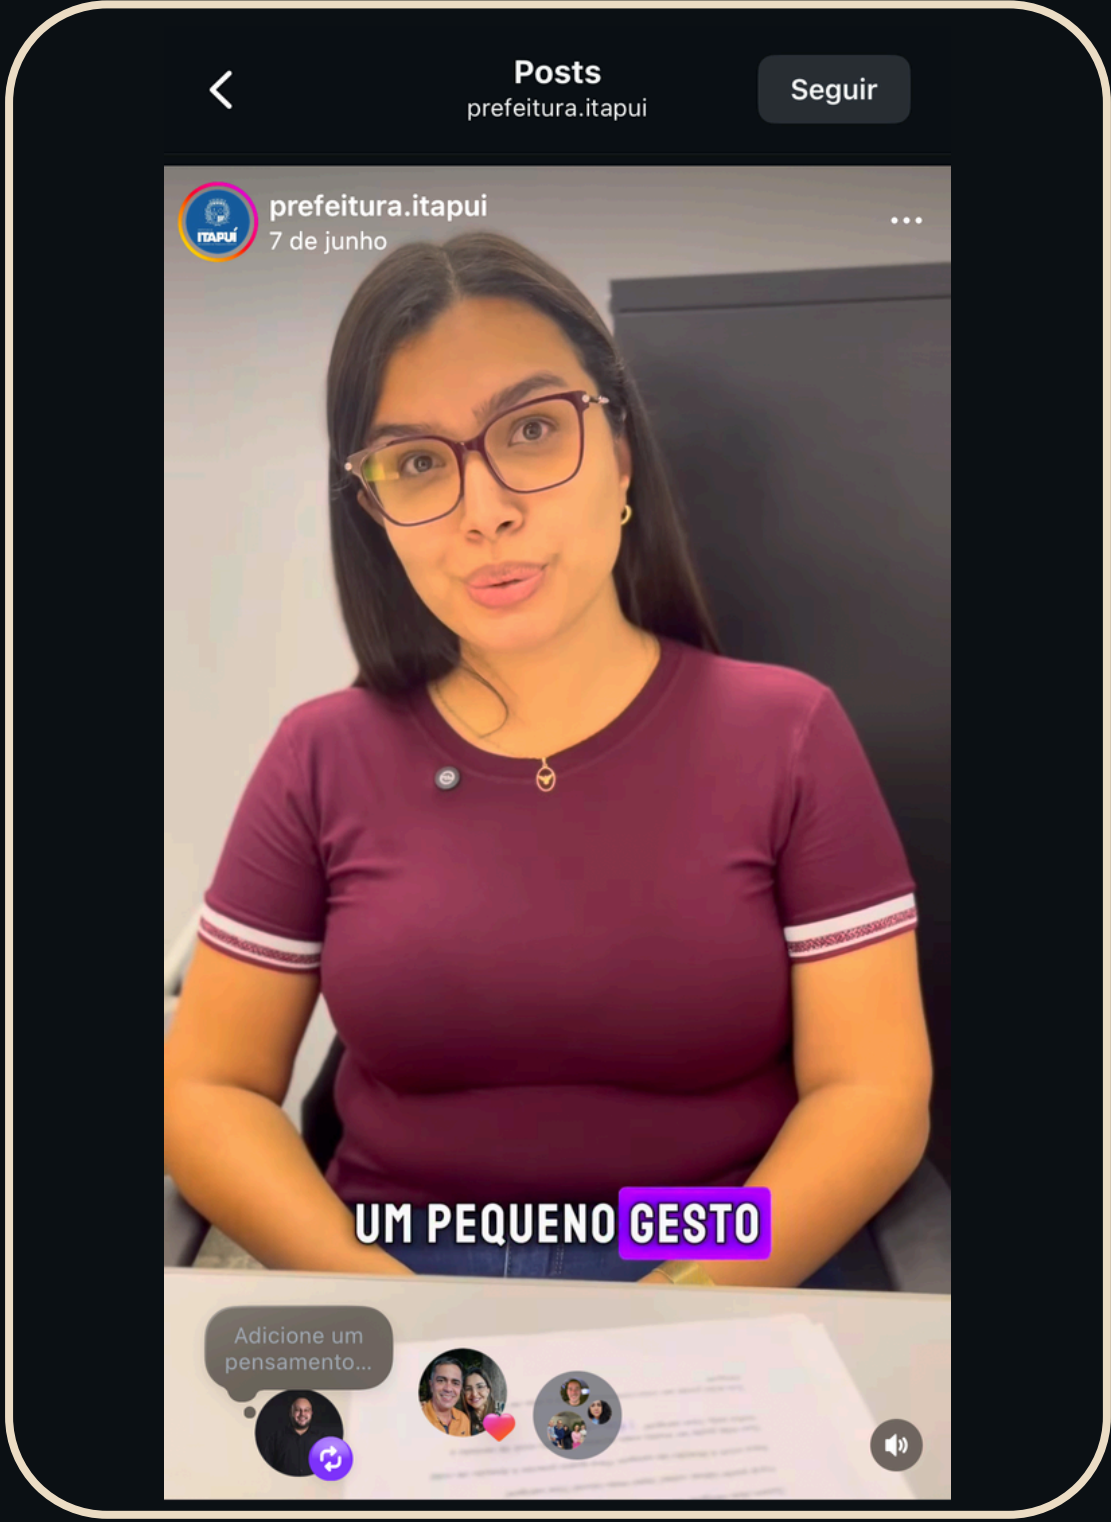 Posts
prefeitura.itapui
Seguir
prefeitura.itapui
7 de junho
ITAPUÍ
UM PEQUENO GESTO
Adicione um
pensamento...